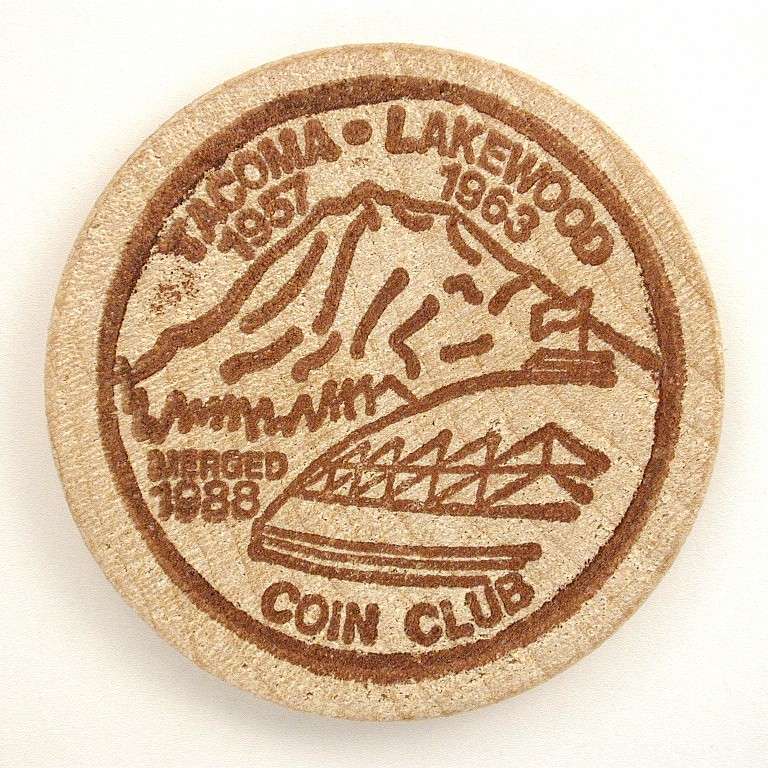 TACOMA • LAKEWOOD
1957 1963
MERGED
1988
COIN CLUB